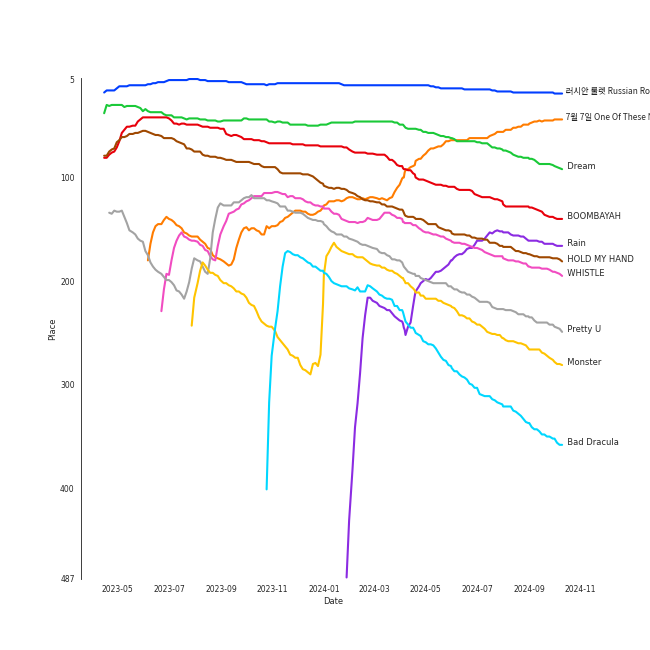 5
100
200
300
400
487
Place
2023-05
2023-07
2023-09
2023-11
2024-01
2024-03
2024-05
2024-07
2024-09
2024-11
Date
러시안 룰렛 Russian Ro
7월 7일 One Of These
Dream
BOOMBAYAH
Rain
HOLD MY HAND
WHISTLE
Pretty U
Monster
Bad Dracula